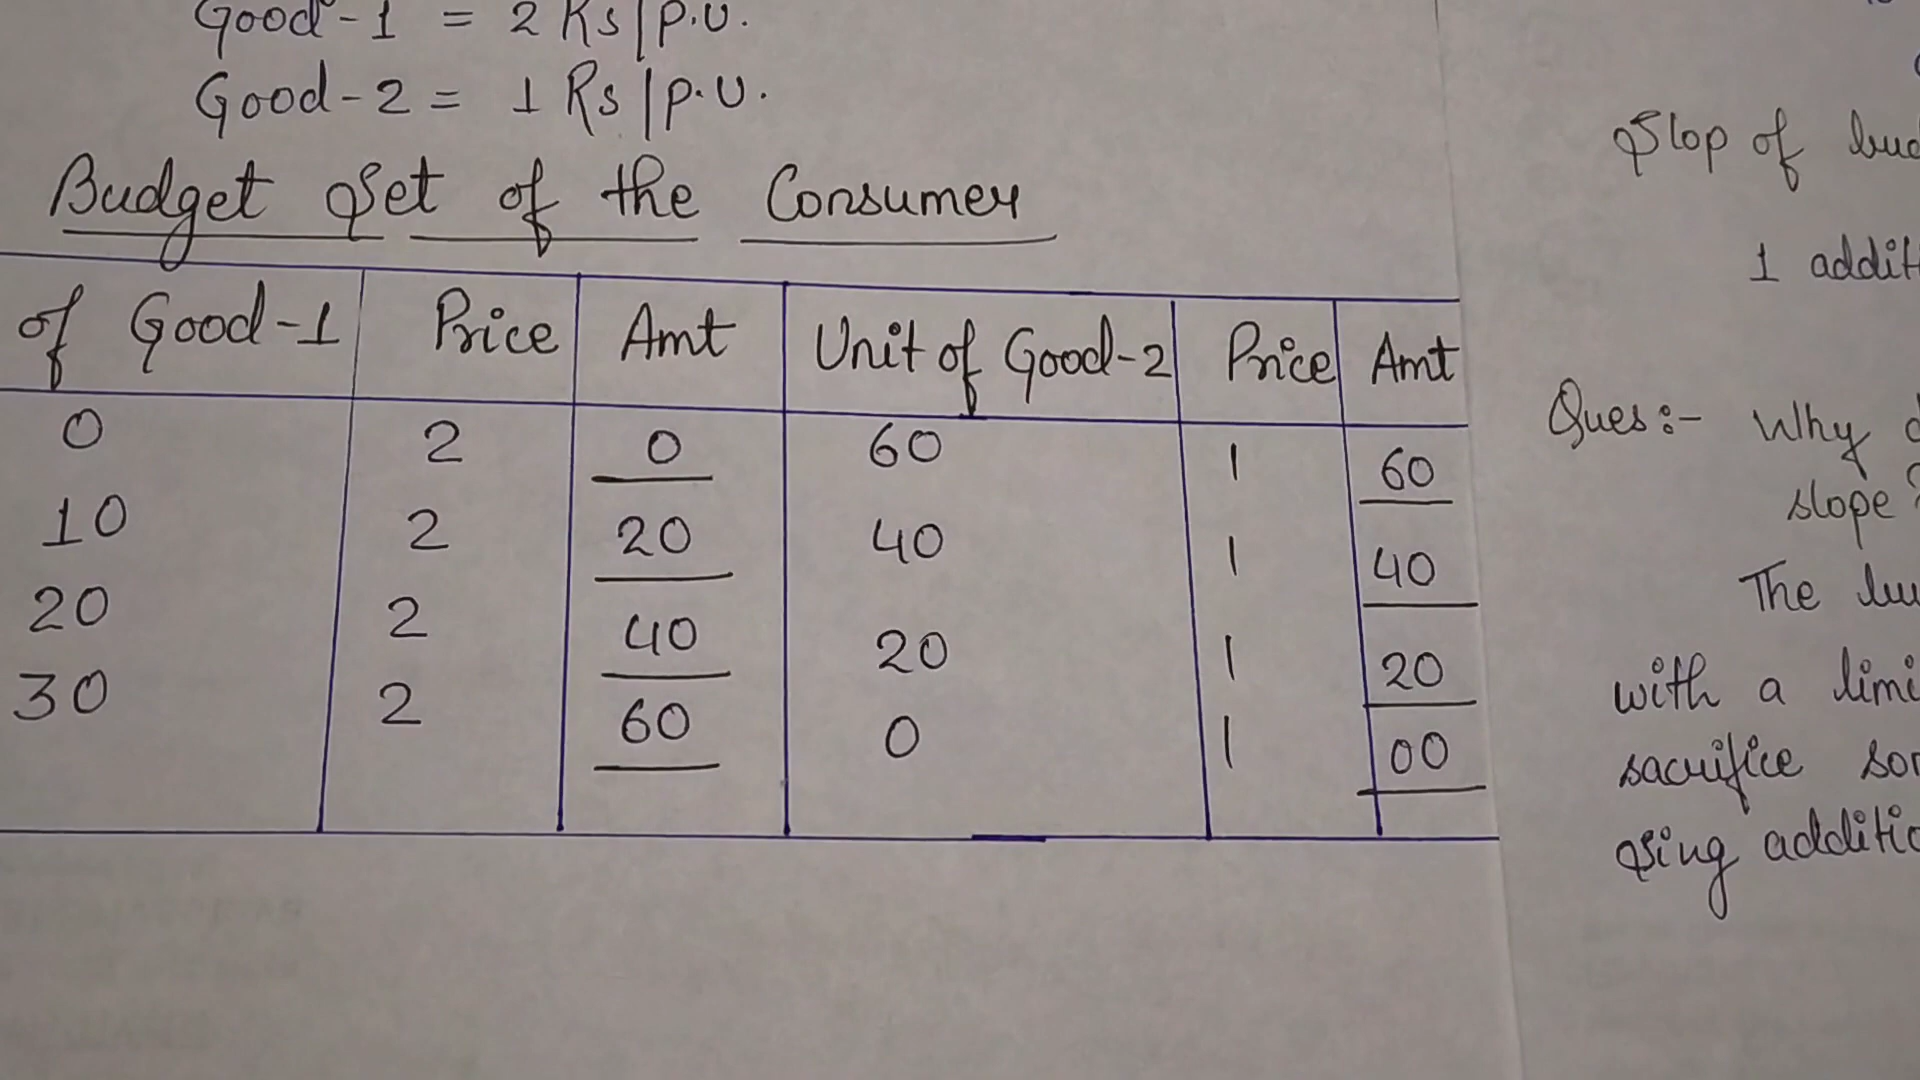 Good-1 = 2 Rs/p.u.
Good-2 = 1 Rs/p.u.
Budget Set of the Consumer
of Good-1 Price Amt Unit of Good-2 Price Amt
0 2 0 60 1 60
10 2 20 40 1 40
20 2 40 20 1 20
30 2 60 0 1 00
Slop of
1
Ques:- Why
slope
The
with a
sacrifice